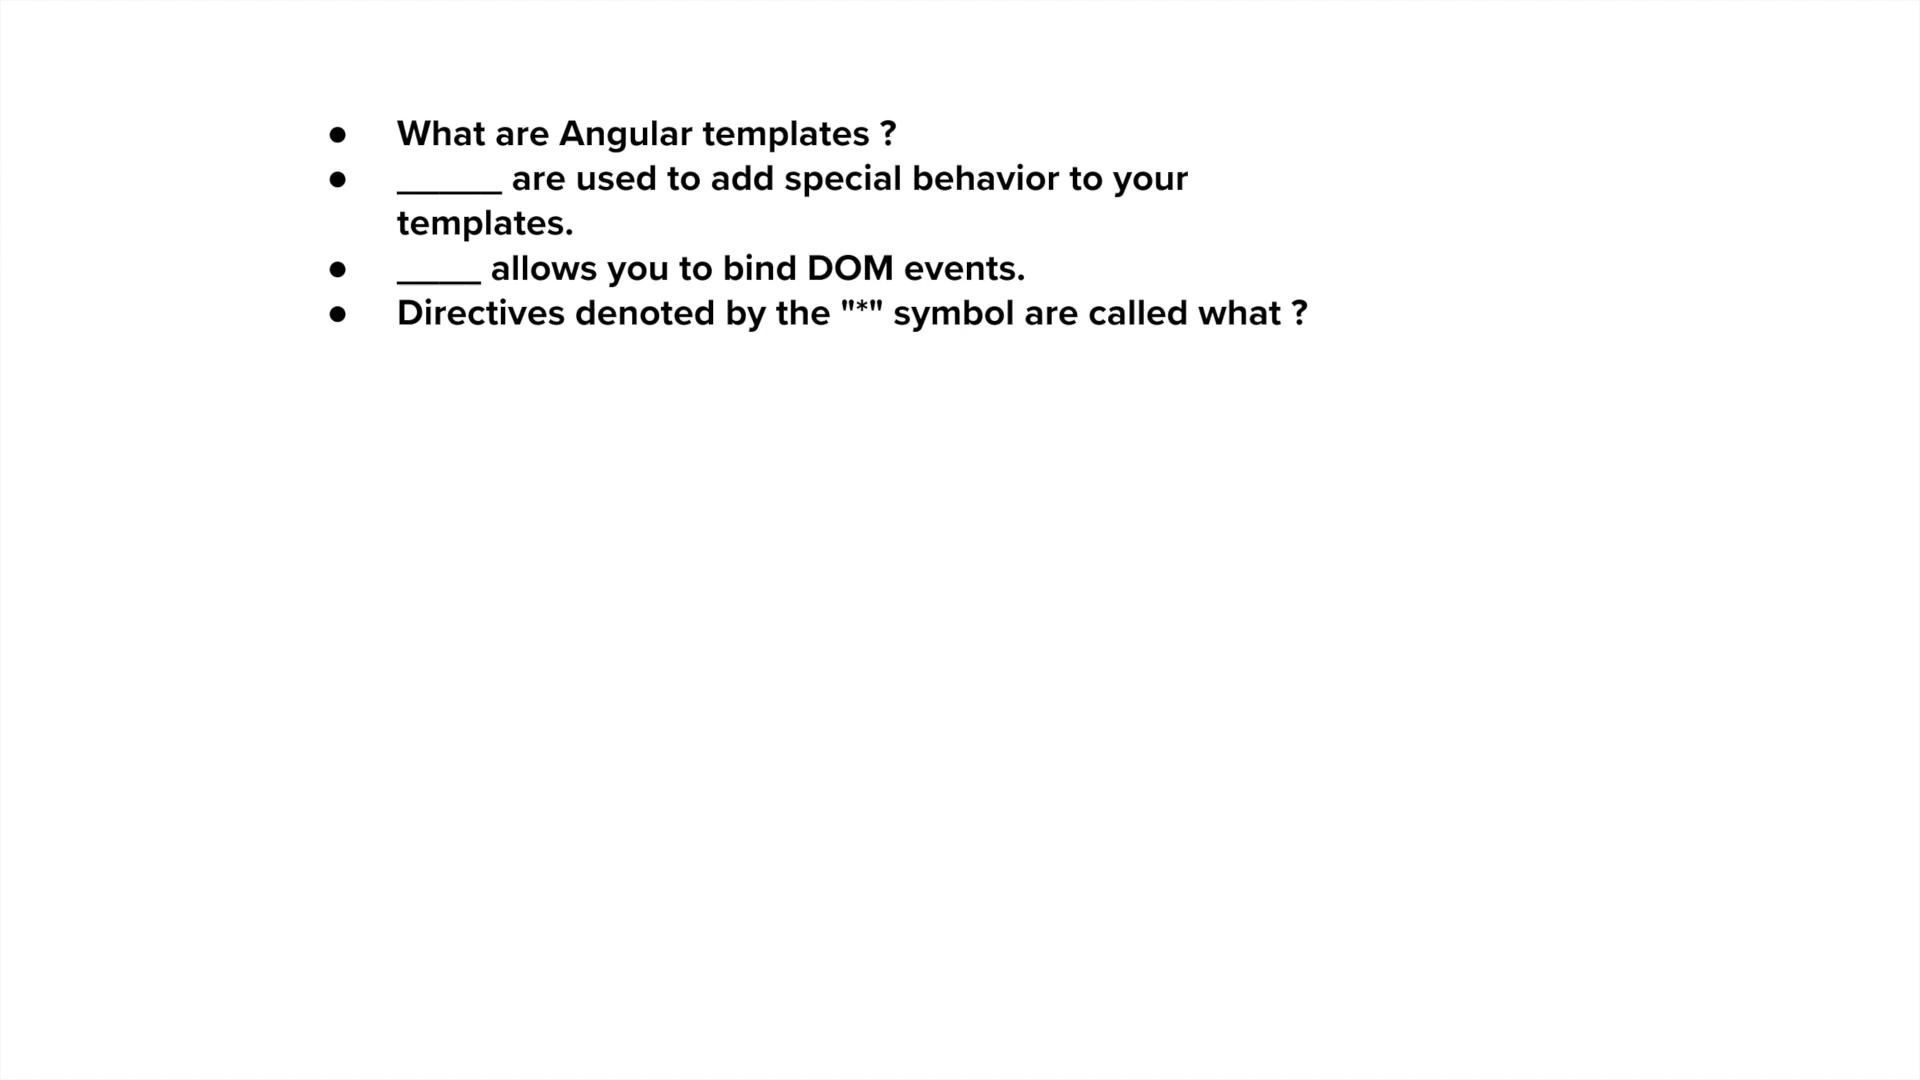 ● What are Angular templates ?
● _____ are used to add special behavior to your
templates.
● ____ allows you to bind DOM events.
● Directives denoted by the "*" symbol are called what ?